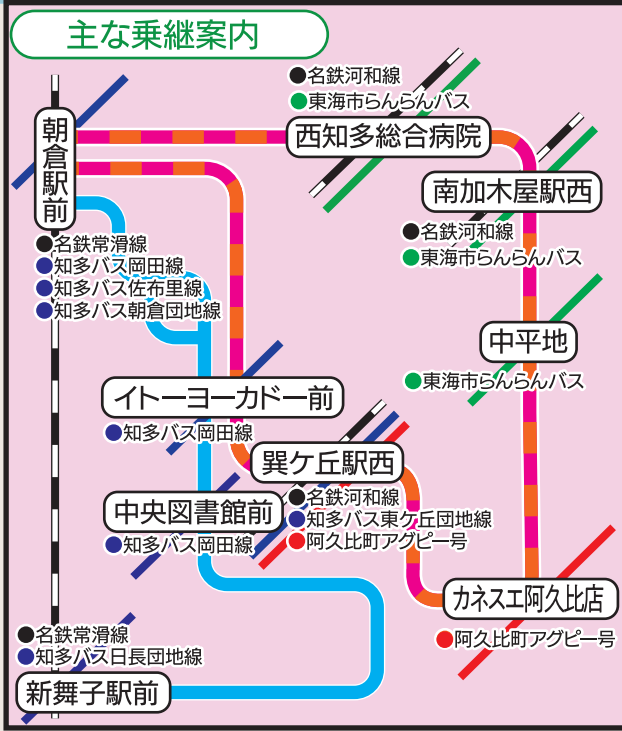 主な乗継案内
朝倉駅前
●名鉄常滑線
●知多バス岡田線
●知多バス佐布里線
●知多バス朝倉団地線
●名鉄河和線
●東海市らんらんバス
西知多総合病院
南加木屋駅西
●名鉄河和線
●東海市らんらんバス
中平地
●東海市らんらんバス
イトーヨーカドー前
●知多バス岡田線
巽ケ丘駅西
●名鉄河和線
●知多バス東ケ丘団地線
●阿久比町アグピー号
中央図書館前
●知多バス岡田線
カネスエ阿久比店
●阿久比町アグピー号
●名鉄常滑線
●知多バス日長団地線
新舞子駅前